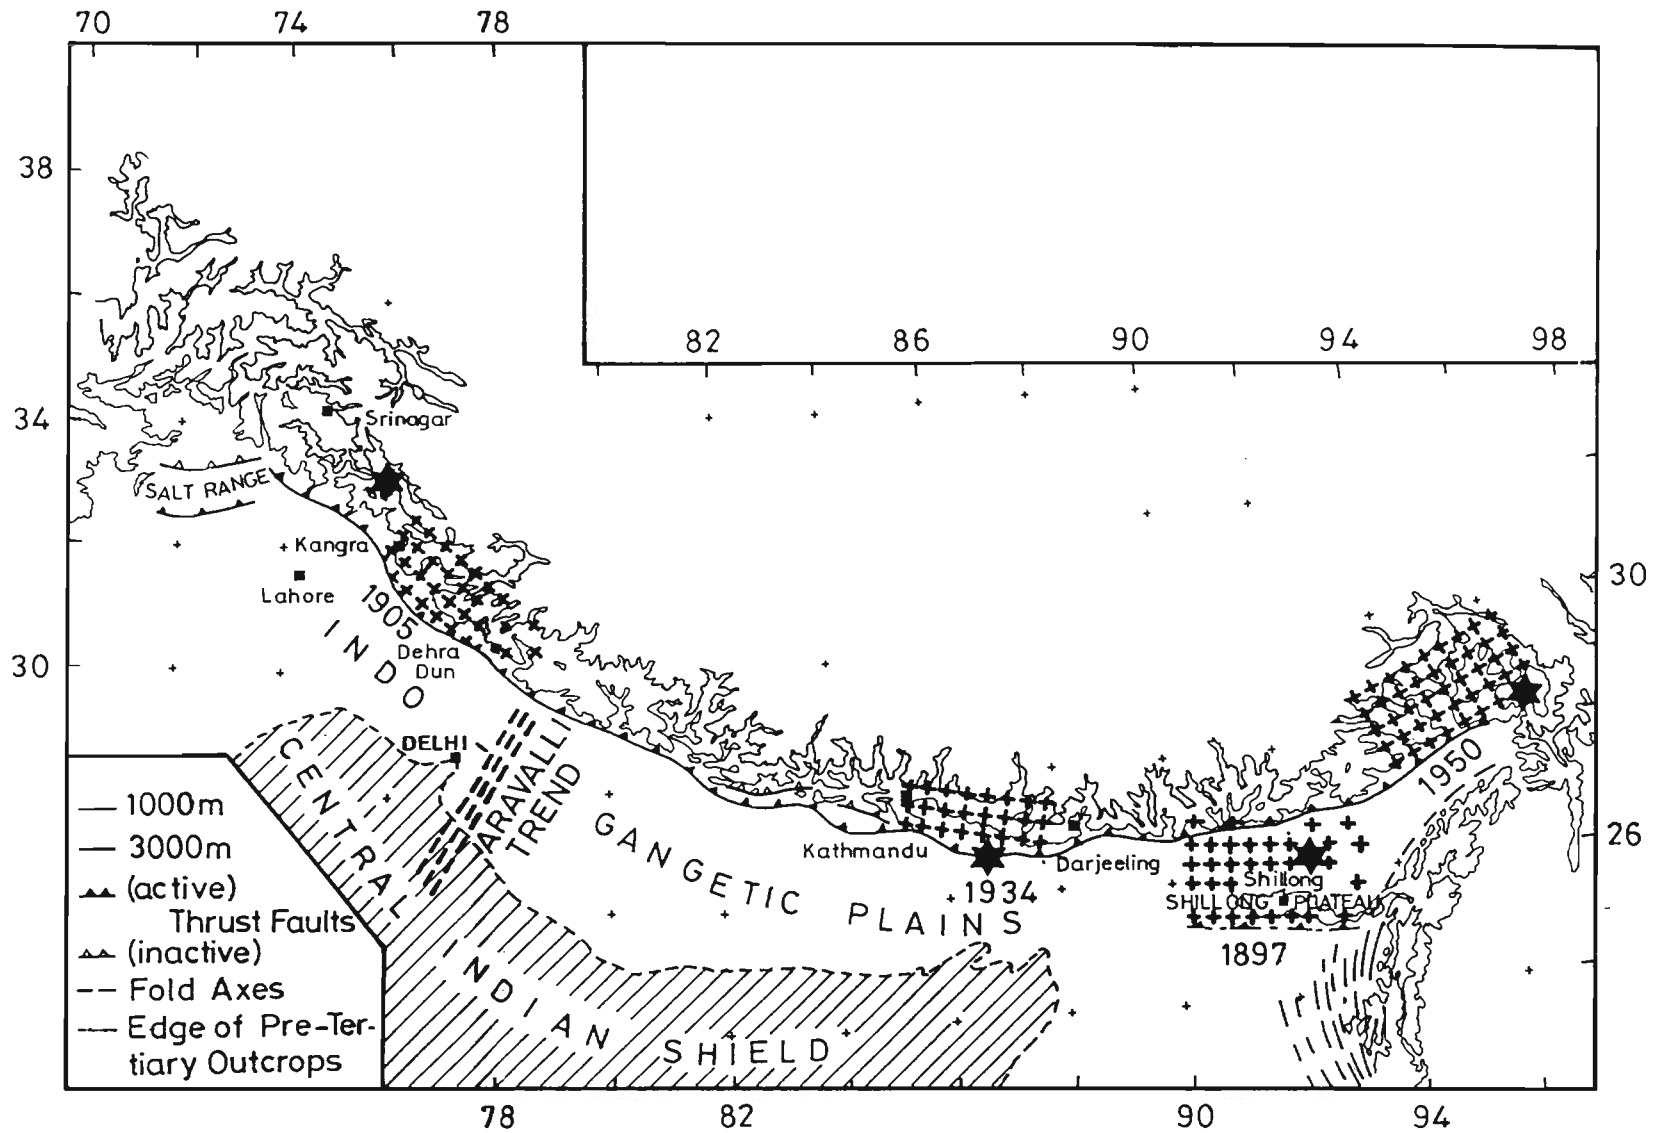 70 74 78
38
82 86 90 94 98
34
Srinagar
SALT RANGE
Kangra
Lahore
30
1905
INDO
Dehra
Dun
30
DELHI
ARAVALLI
TREND
CENTRAL
1950
1000m
3000m
(active)
Thrust Faults
(inactive)
Fold Axes
Edge of Pre-Ter-
tiary Outcrops
GANGETIC PLAINS
26
Kathmandu
Darjeeling
1934
Shillong
SHILLONG PLATEAU
1897
INDIAN
SHIELD
78 82 90 94